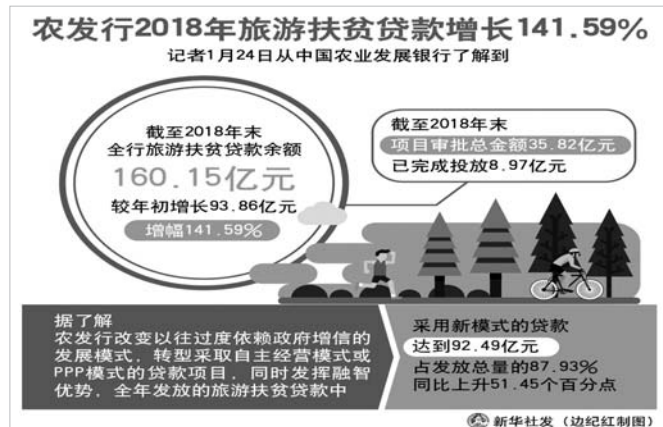 农发行2018年旅游扶贫贷款增长141.59%
记者1月24日从中国农业发展银行了解到
截至2018年末
全行旅游扶贫贷款余额
160.15亿元
较年初增长93.86亿元
增幅141.59%
截至2018年末
项目审批总金额35.82亿元
已完成投放8.97亿元
据了解
农发行改变以往过度依赖政府增信的
发展模式，转型采取自主经营模式或
PPP模式的贷款项目，同时发挥融智
优势，全年发放的旅游扶贫贷款中
采用新模式的贷款
达到92.49亿元
占发放总量的87.93%
同比上升51.45个百分点
新华社发（边纪红制图）